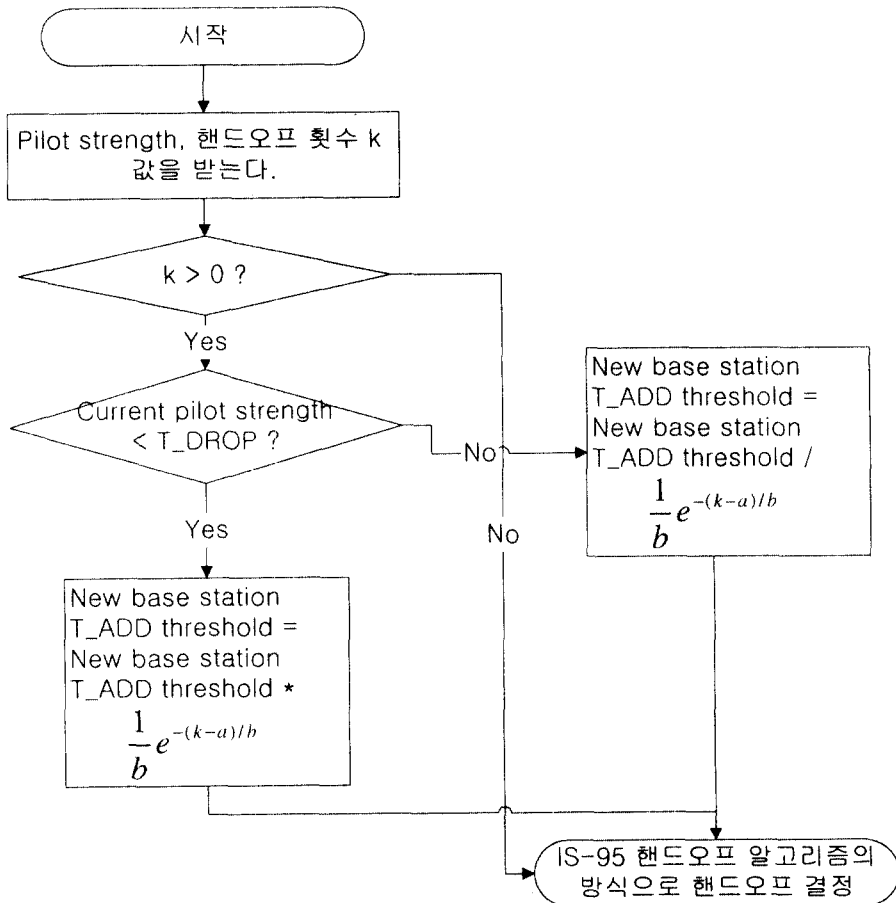 시작
Pilot strength, 핸드오프 횟수 k
값을 받는다.
k > 0 ?
Yes
Current pilot strength
< T_DROP ?
No
Yes
No
New base station
T_ADD threshold =
New base station
T_ADD threshold /
\frac{1}{b} e^{-(k-a)/b}
New base station
T_ADD threshold =
New base station
T_ADD threshold *
\frac{1}{b} e^{-(k-a)/b}
IS-95 핸드오프 알고리즘의
방식으로 핸드오프 결정